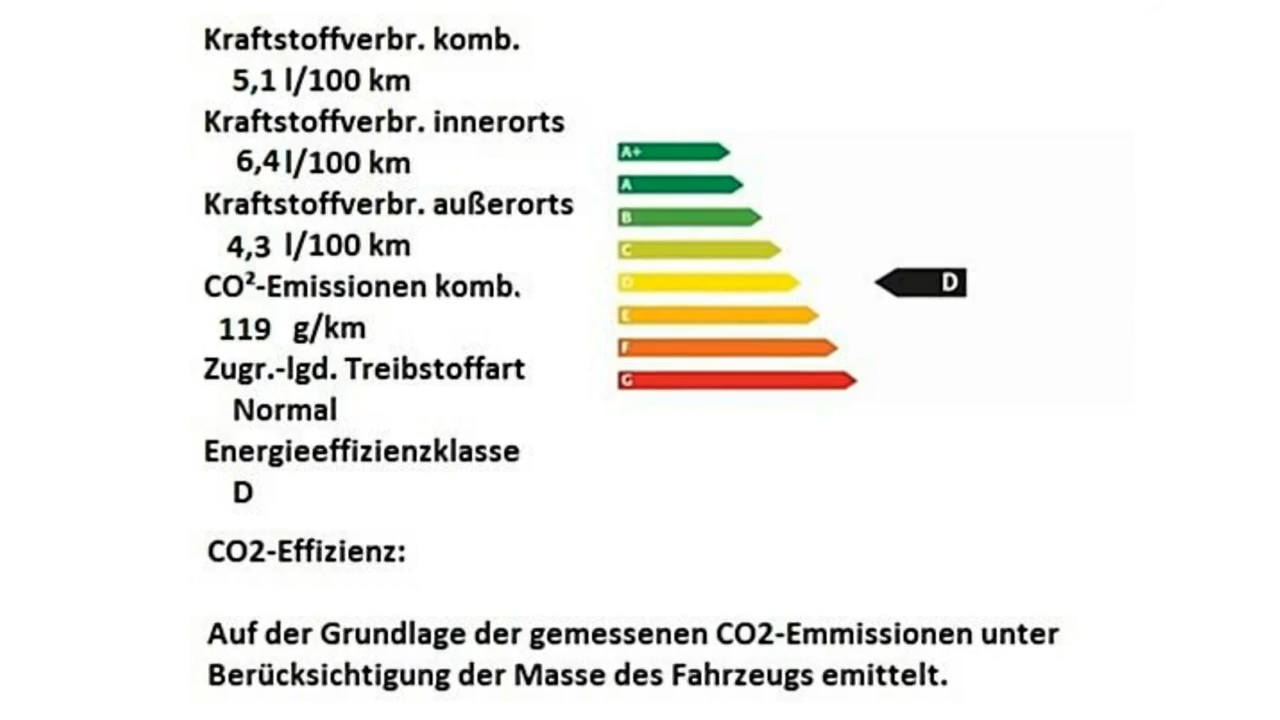 Kraftstoffverbr. komb.
5,1 l/100 km
Kraftstoffverbr. innerorts
6,4 l/100 km
Kraftstoffverbr. außerorts
4,3 l/100 km
CO²-Emissionen komb.
119 g/km
Zugr.-lgd. Treibstoffart
Normal
Energieeffizienzklasse
D
A+
A
B
C
D
E
F
G
D
CO2-Effizienz:
Auf der Grundlage der gemessenen CO2-Emmissionen unter
Berücksichtigung der Masse des Fahrzeugs emittelt.